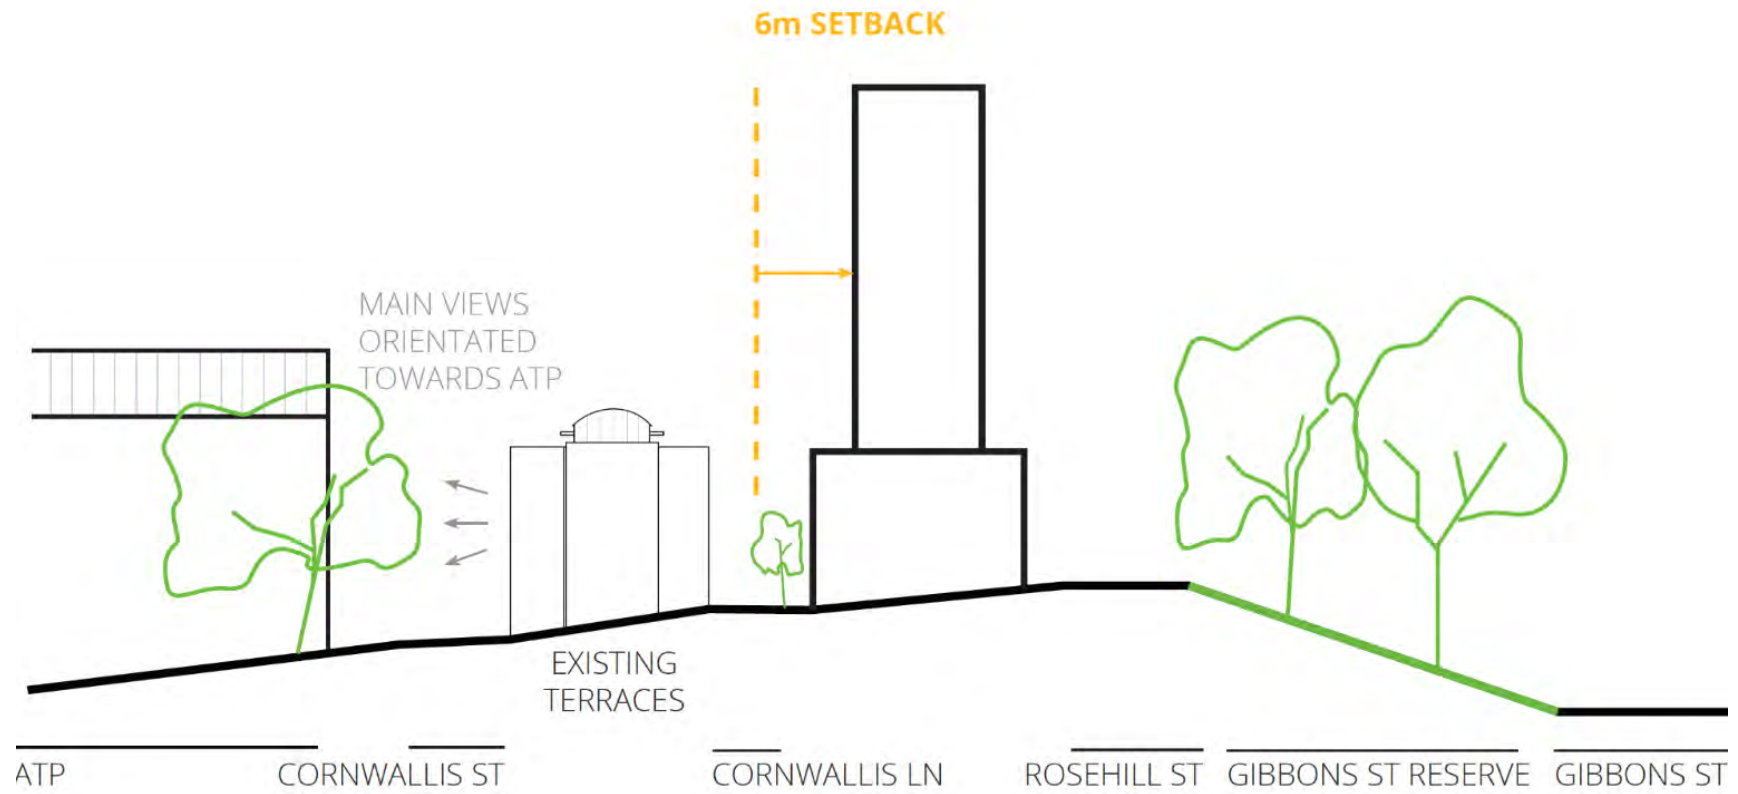 6m SETBACK
MAIN VIEWS
ORIENTATED
TOWARDS ATP
EXISTING
TERRACES
ATP
CORNWALLIS ST
CORNWALLIS LN
ROSEHILL ST
GIBBONS ST RESERVE
GIBBONS ST